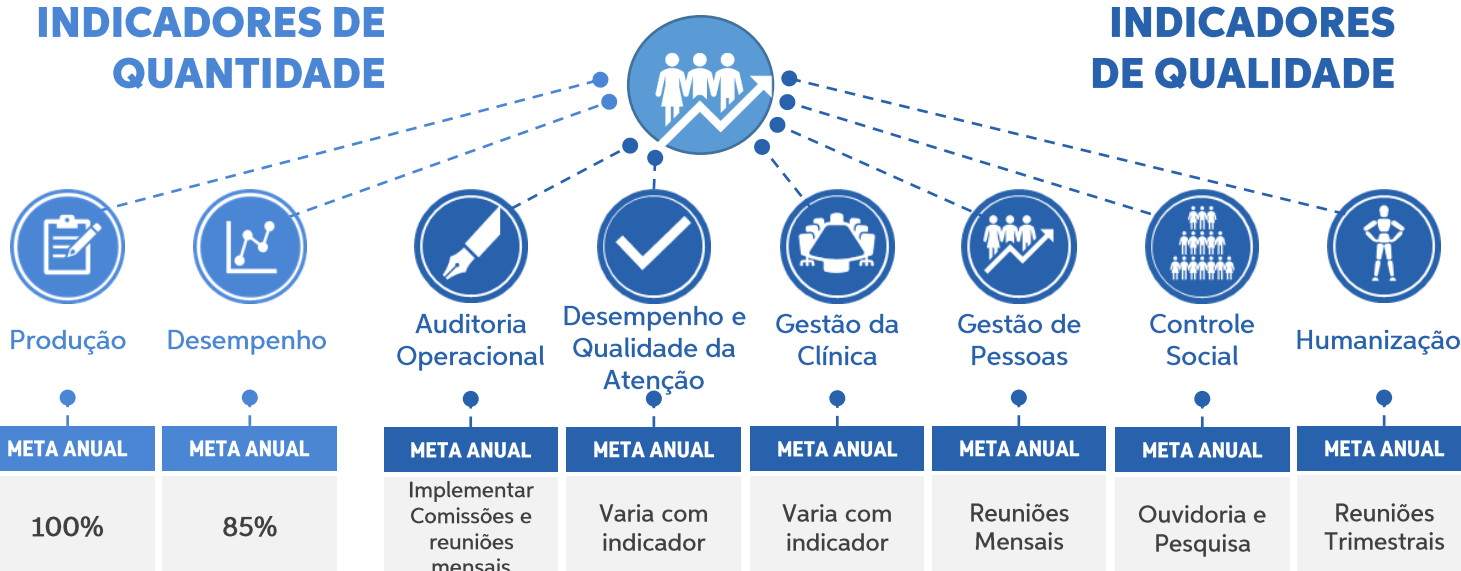 INDICADORES DE
QUANTIDADE
INDICADORES
DE QUALIDADE
Produção
Desempenho
Auditoria
Operacional
Desempenho e
Qualidade da
Atenção
Gestão da
Clínica
Gestão de
Pessoas
Controle
Social
Humanização
META ANUAL
META ANUAL
META ANUAL
META ANUAL
META ANUAL
META ANUAL
META ANUAL
META ANUAL
100%
85%
Implementar
Comissões e
reuniões
mensais
Varia com
indicador
Varia com
indicador
Reuniões
Mensais
Ouvidoria e
Pesquisa
Reuniões
Trimestrais